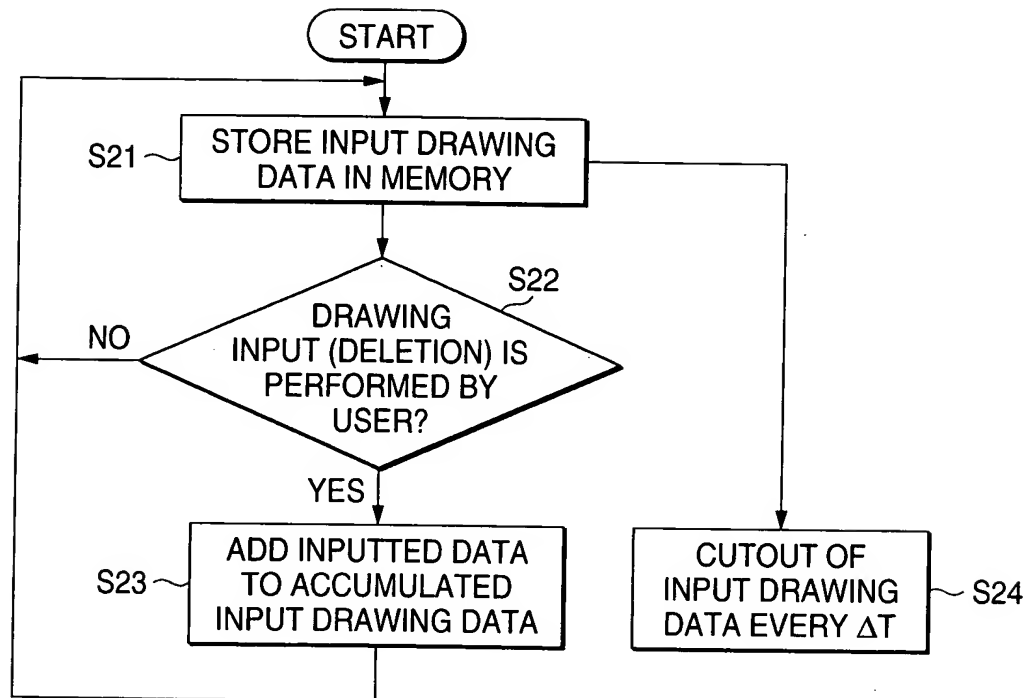 START
S21
STORE INPUT DRAWING
DATA IN MEMORY
S22
DRAWING
INPUT (DELETION) IS
PERFORMED BY
USER?
NO
YES
S23
ADD INPUTTED DATA
TO ACCUMULATED
INPUT DRAWING DATA
CUTOUT OF
INPUT DRAWING
DATA EVERY ΔT
S24